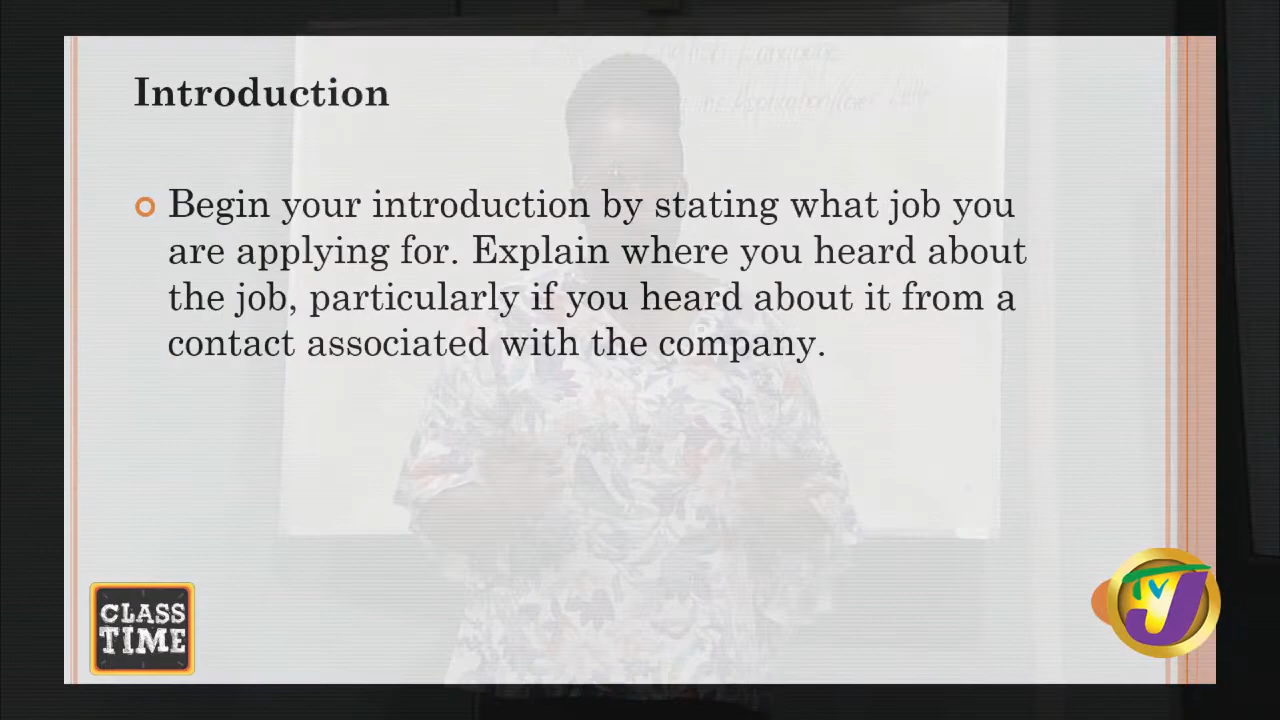 Introduction
Begin your introduction by stating what job you
are applying for. Explain where you heard about
the job, particularly if you heard about it from a
contact associated with the company.
CLASS
TIME
TVJ